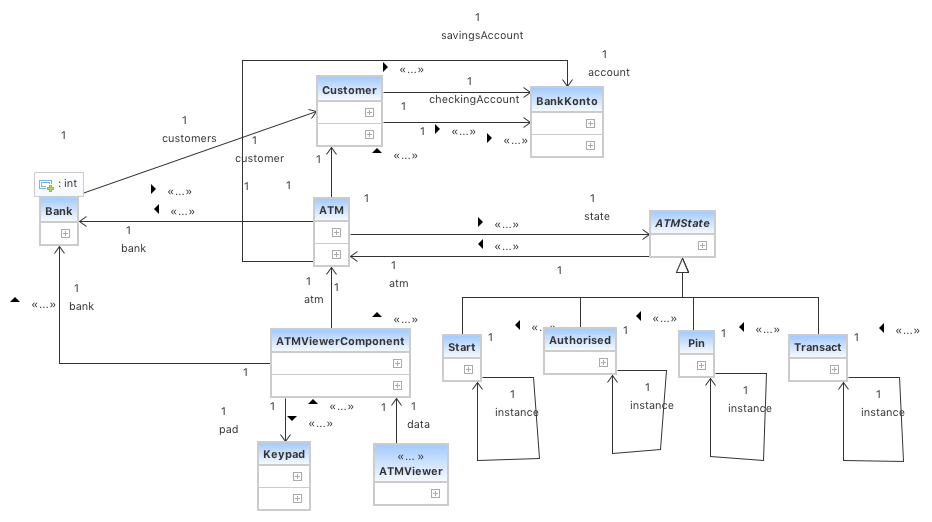 1
savingsAccount
«...»
1
account
Customer
1
checkingAccount
BankKonto
1
1
customers
1
customer
1
1
«...»
«...»
«...»
1
: int
Bank
«...»
«...»
1
1
ATM
1
1
state
ATMState
«...»
«...»
1
bank
1
atm
1
1
atm
1
1
bank
«...»
«...»
ATMViewerComponent
Start
1
«...
Authorised
1
«...»
Pin
1
«...»
Transact
1
«...»
1
instance
1
instance
1
instance
1
instance
1
1
pad
1
«...»
«...»
1
1
data
Keypad
«... »
ATMViewer